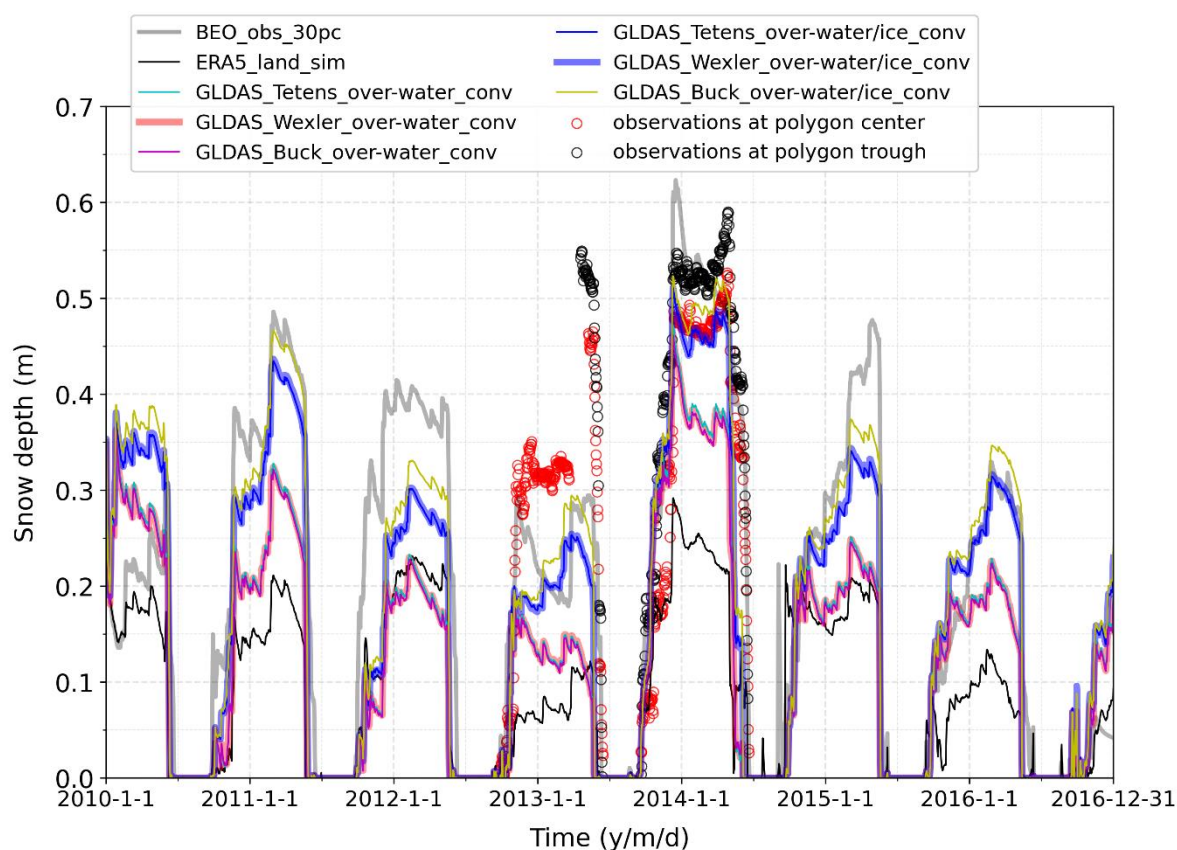 BEO_obs_30pc
ERA5_land_sim
GLDAS_Tetens_over-water_conv
GLDAS_Wexler_over-water_conv
GLDAS_Buck_over-water_conv
GLDAS_Tetens_over-water/ice_conv
GLDAS_Wexler_over-water/ice_conv
GLDAS_Buck_over-water/ice_conv
observations at polygon center
observations at polygon trough
Snow depth (m)
0.7
0.6
0.5
0.4
0.3
0.2
0.1
0.0
2010-1-1 2011-1-1 2012-1-1 2013-1-1 2014-1-1 2015-1-1 2016-1-1 2016-12-31
Time (y/m/d)